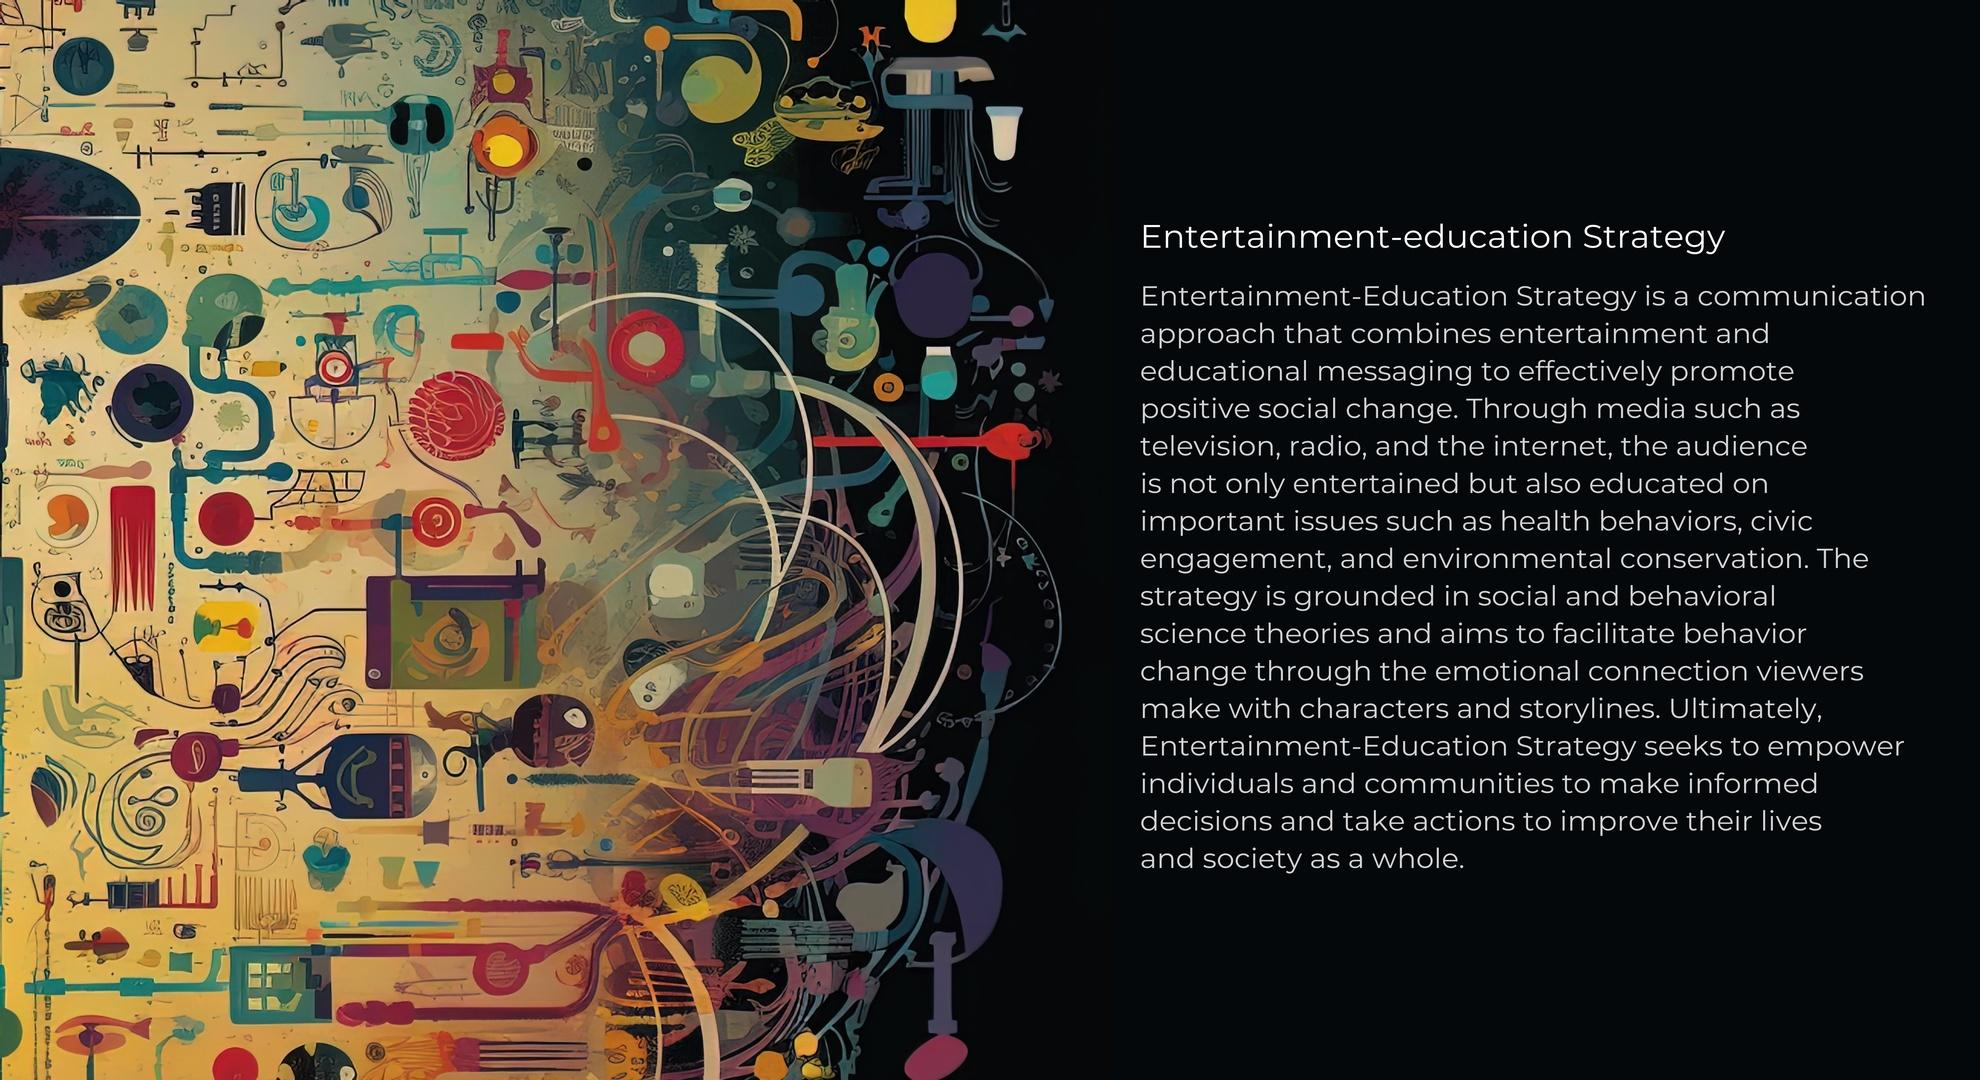 Entertainment-education Strategy
Entertainment-Education Strategy is a communication
approach that combines entertainment and
educational messaging to effectively promote
positive social change. Through media such as
television, radio, and the internet, the audience
is not only entertained but also educated on
important issues such as health behaviors, civic
engagement, and environmental conservation. The
strategy is grounded in social and behavioral
science theories and aims to facilitate behavior
change through the emotional connection viewers
make with characters and storylines. Ultimately,
Entertainment-Education Strategy seeks to empower
individuals and communities to make informed
decisions and take actions to improve their lives
and society as a whole.